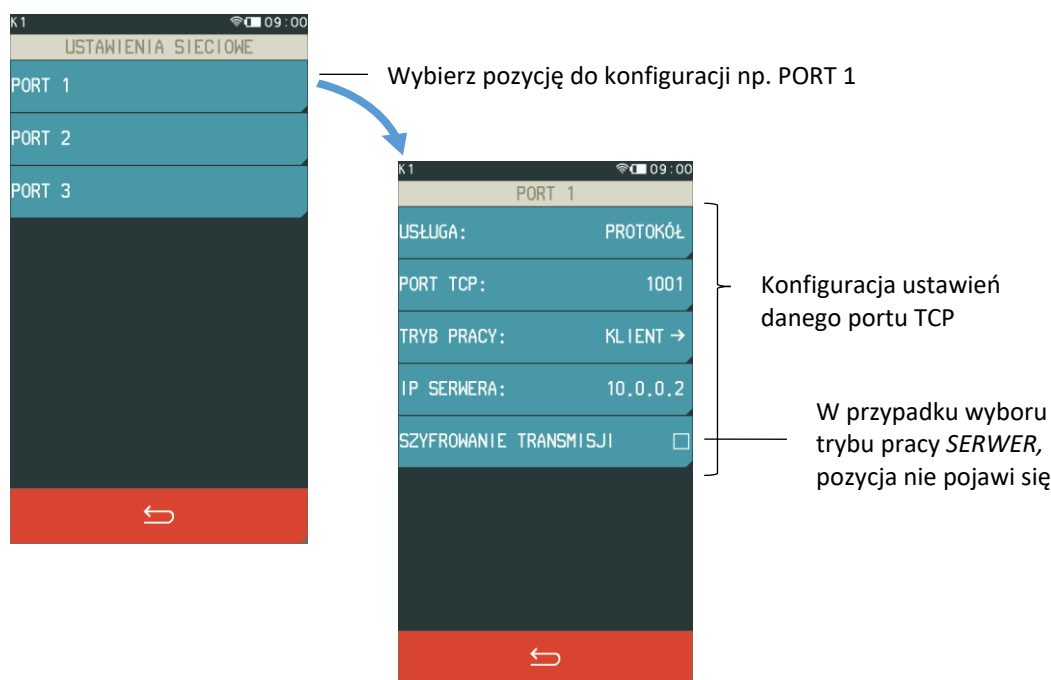 K1 09:00
USTAWIENIA SIECIOWE
PORT 1
PORT 2
PORT 3
Wybierz pozycję do konfiguracji np. PORT 1
K1 09:00
PORT 1
USŁUGA: PROTOKÓŁ
PORT TCP: 1001
TRYB PRACY: KLIENT →
IP SERWERA: 10.0.0.2
SZYFROWANIE TRANSMISJI
Konfiguracja ustawień
danego portu TCP
W przypadku wyboru
trybu pracy SERWER,
pozycja nie pojawi się